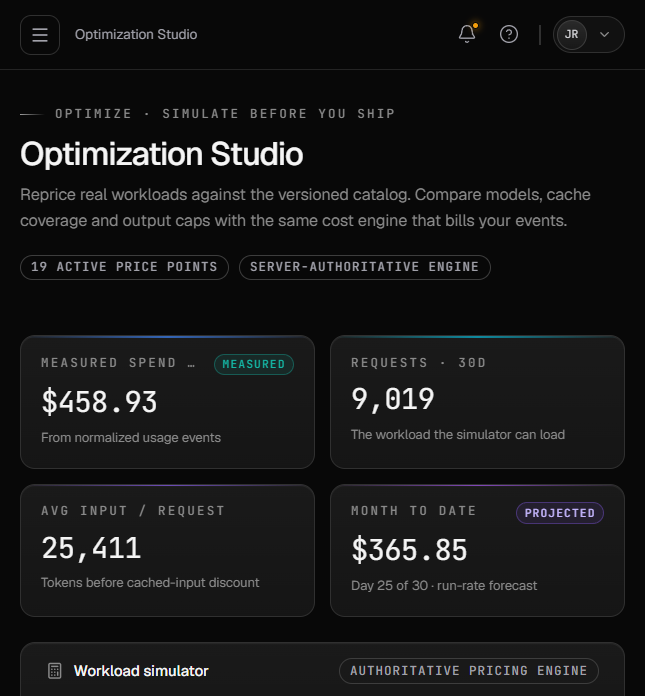 Optimization Studio
JR
OPTIMIZE · SIMULATE BEFORE YOU SHIP
Optimization Studio
Reprice real workloads against the versioned catalog. Compare models, cache
coverage and output caps with the same cost engine that bills your events.
19 ACTIVE PRICE POINTS
SERVER-AUTHORITATIVE ENGINE
MEASURED SPEND …
MEASURED
$458.93
From normalized usage events
REQUESTS · 30D
9,019
The workload the simulator can load
AVG INPUT / REQUEST
25,411
Tokens before cached-input discount
MONTH TO DATE
PROJECTED
$365.85
Day 25 of 30 · run-rate forecast
Workload simulator
AUTHORITATIVE PRICING ENGINE